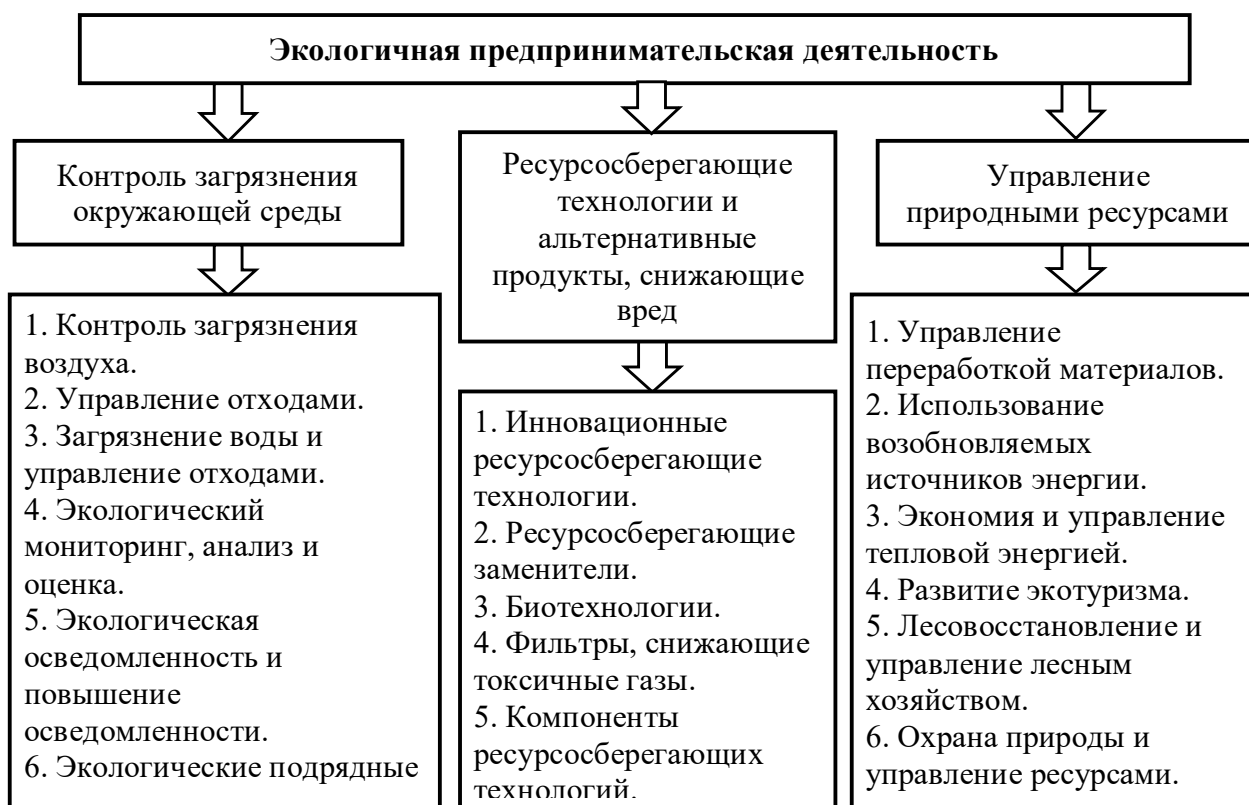 Экологичная предпринимательская деятельность
Контроль загрязнения
окружающей среды
1. Контроль загрязнения
воздуха.
2. Управление отходами.
3. Загрязнение воды и
управление отходами.
4. Экологический
мониторинг, анализ и
оценка.
5. Экологическая
осведомленность и
повышение
осведомленности.
6. Экологические подрядные
Ресурсосберегающие
технологии и
альтернативные
продукты, снижающие
вред
1. Инновационные
ресурсосберегающие
технологии.
2. Ресурсосберегающие
заменители.
3. Биотехнологии.
4. Фильтры, снижающие
токсичные газы.
5. Компоненты
ресурсосберегающих
технологий.
Управление
природными ресурсами
1. Управление
переработкой материалов.
2. Использование
возобновляемых
источников энергии.
3. Экономия и управление
тепловой энергией.
4. Развитие экотуризма.
5. Лесовосстановление и
управление лесным
хозяйством.
6. Охрана природы и
управление ресурсами.